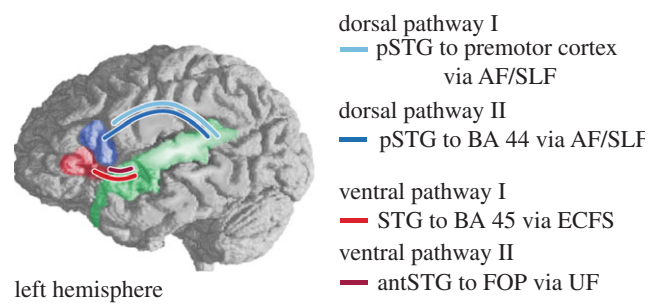 dorsal pathway I
pSTG to premotor cortex
via AF/SLF
dorsal pathway II
pSTG to BA 44 via AF/SLF
ventral pathway I
STG to BA 45 via ECFS
ventral pathway II
antSTG to FOP via UF
left hemisphere